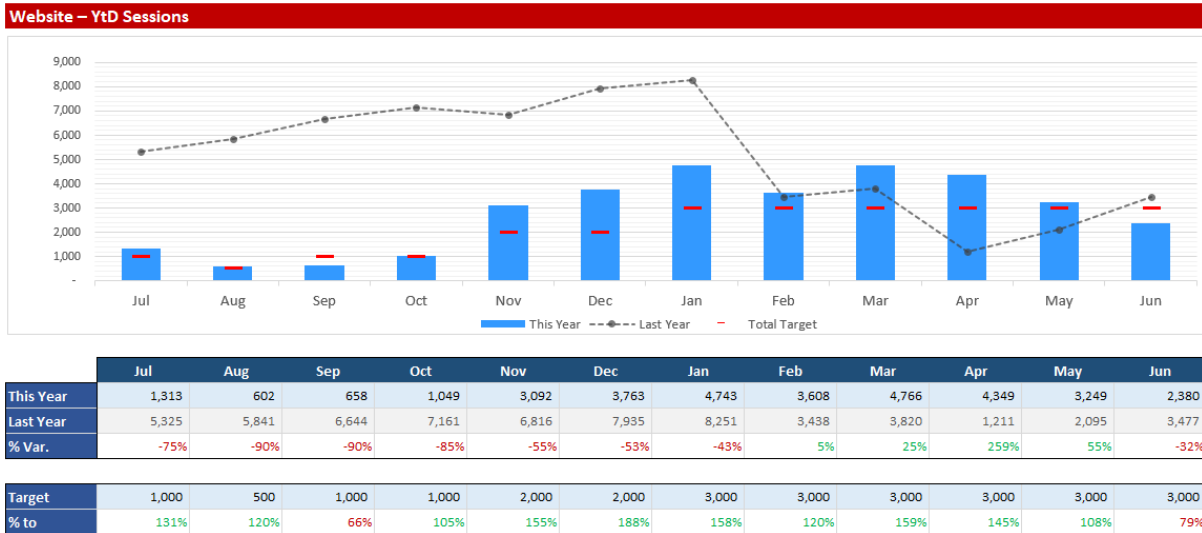 Website – YtD Sessions
9,000
8,000
7,000
6,000
5,000
4,000
3,000
2,000
1,000
-
Jul Aug Sep Oct Nov Dec Jan Feb Mar Apr May Jun
This Year Last Year Total Target
Jul Aug Sep Oct Nov Dec Jan Feb Mar Apr May Jun
This Year 1,313 602 658 1,049 3,092 3,763 4,743 3,608 4,766 4,349 3,249 2,380
Last Year 5,325 5,841 6,644 7,161 6,816 7,935 8,251 3,438 3,820 1,211 2,095 3,477
% Var. -75% -90% -90% -85% -55% -53% -43% 5% 25% 259% 55% -32%
Target 1,000 500 1,000 1,000 2,000 2,000 3,000 3,000 3,000 3,000 3,000 3,000
% to 131% 120% 66% 105% 155% 188% 158% 120% 159% 145% 108% 79%